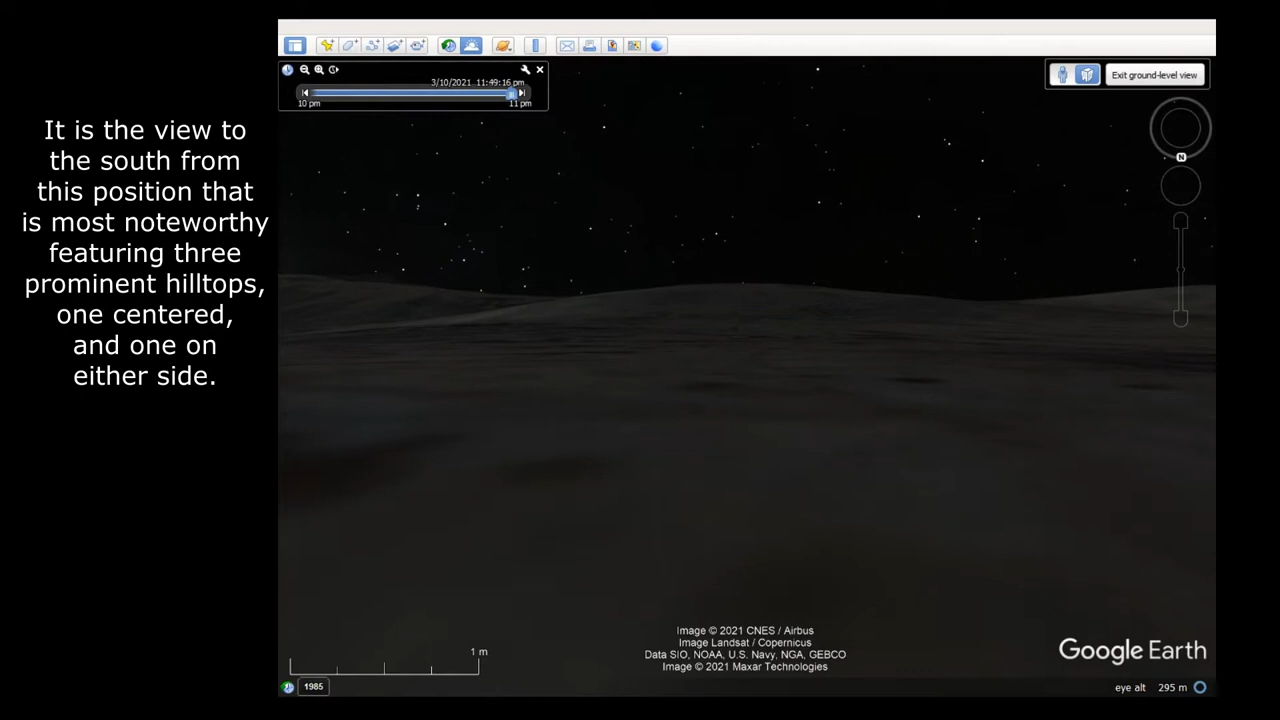 3/10/2021 11:49:16 pm
10 pm
11 pm
Exit ground-level view
N
It is the view to
the south from
this position that
is most noteworthy
featuring three
prominent hilltops,
one centered,
and one on
either side.
Image © 2021 CNES / Airbus
Image Landsat / Copernicus
Data SIO, NOAA, U.S. Navy, NGA, GEBCO
Image © 2021 Maxar Technologies
Google Earth
1 m
1985
eye alt 295 m